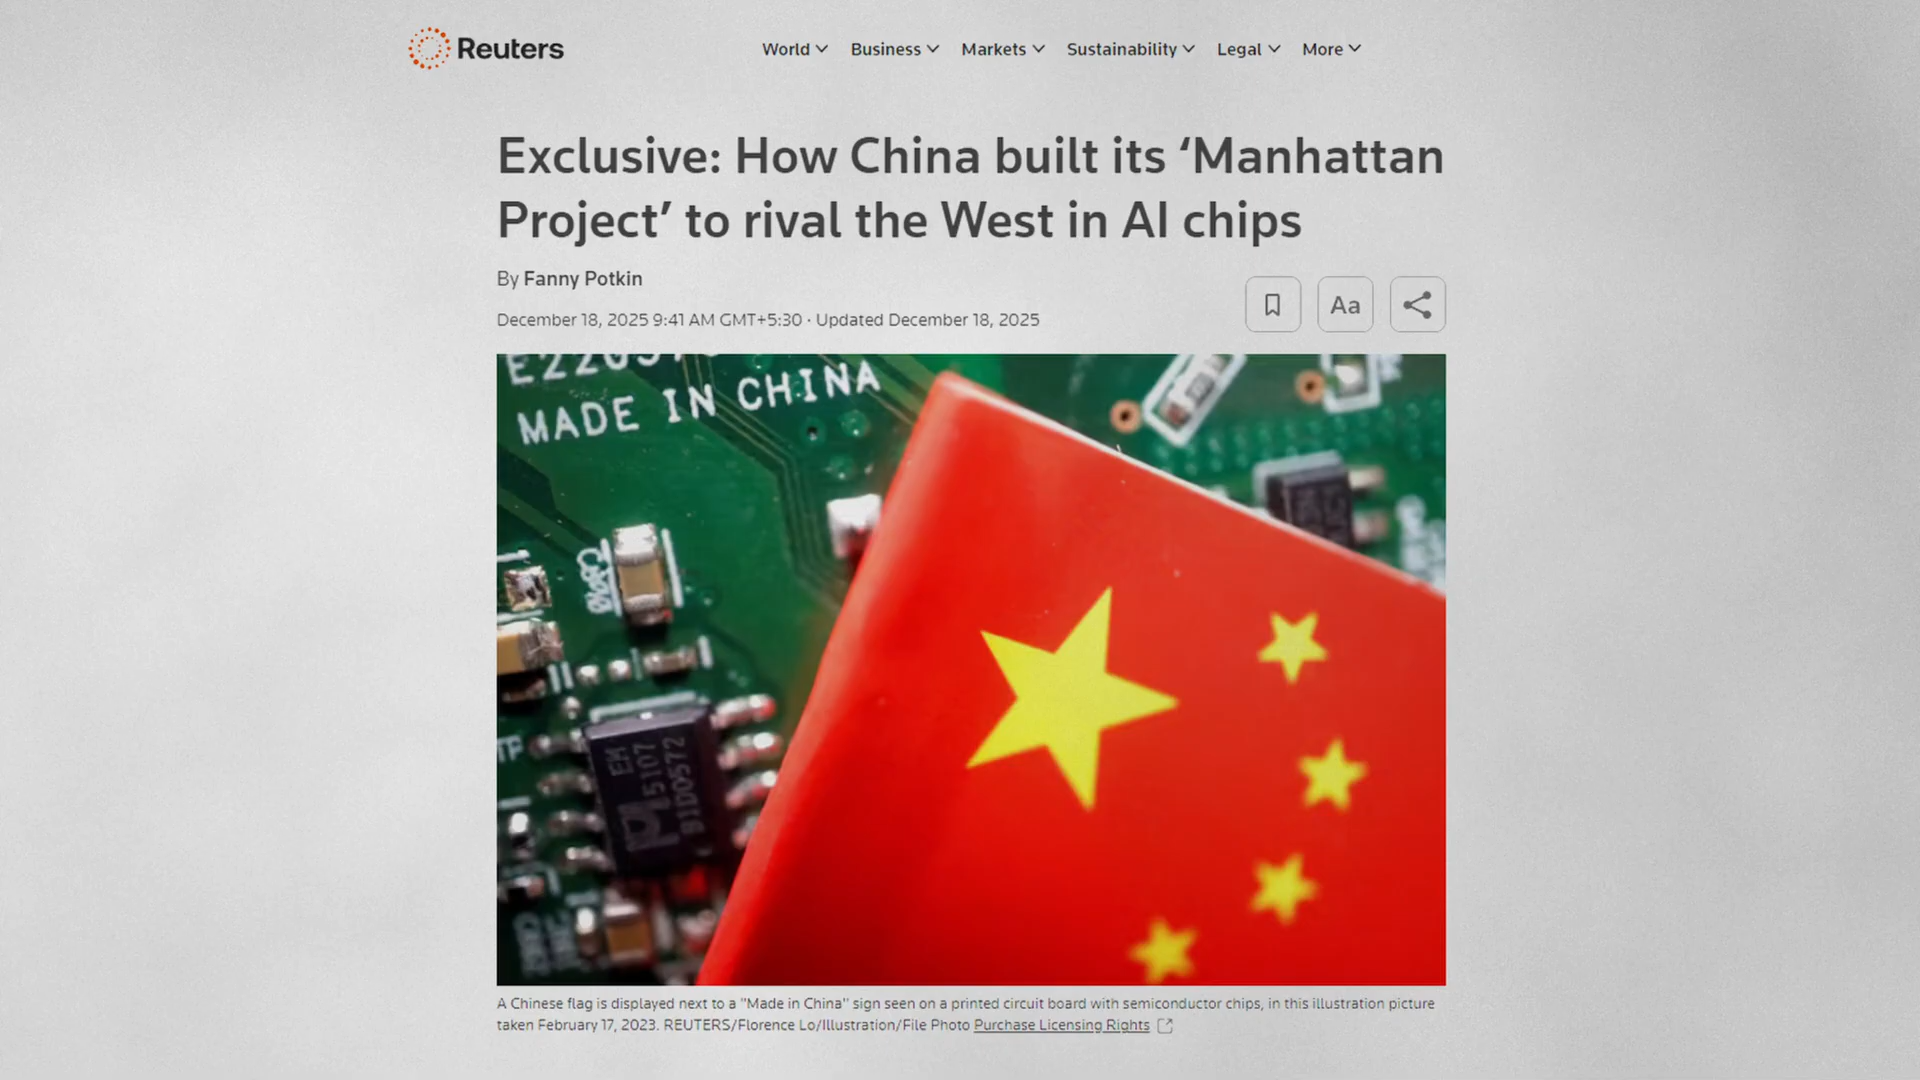 Reuters
World Business Markets Sustainability Legal More
Exclusive: How China built its ‘Manhattan
Project’ to rival the West in AI chips
By Fanny Potkin
December 18, 2025 9:41 AM GMT+5:30 · Updated December 18, 2025
Aa
MADE IN CHINA
EM
5107
B1D0572
A Chinese flag is displayed next to a "Made in China" sign seen on a printed circuit board with semiconductor chips, in this illustration picture
taken February 17, 2023. REUTERS/Florence Lo/Illustration/File Photo Purchase Licensing Rights